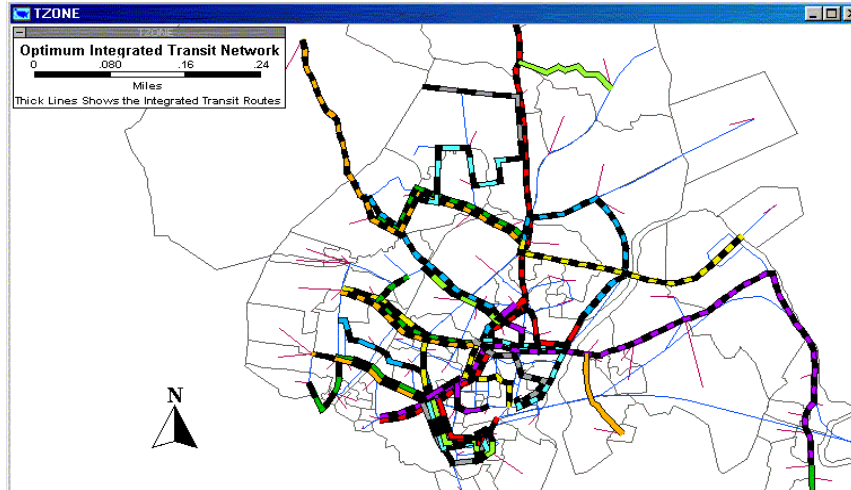 TZONE
TZONE
Optimum Integrated Transit Network
0 .080 .16 .24
Miles
Thick Lines Shows the Integrated Transit Routes
N